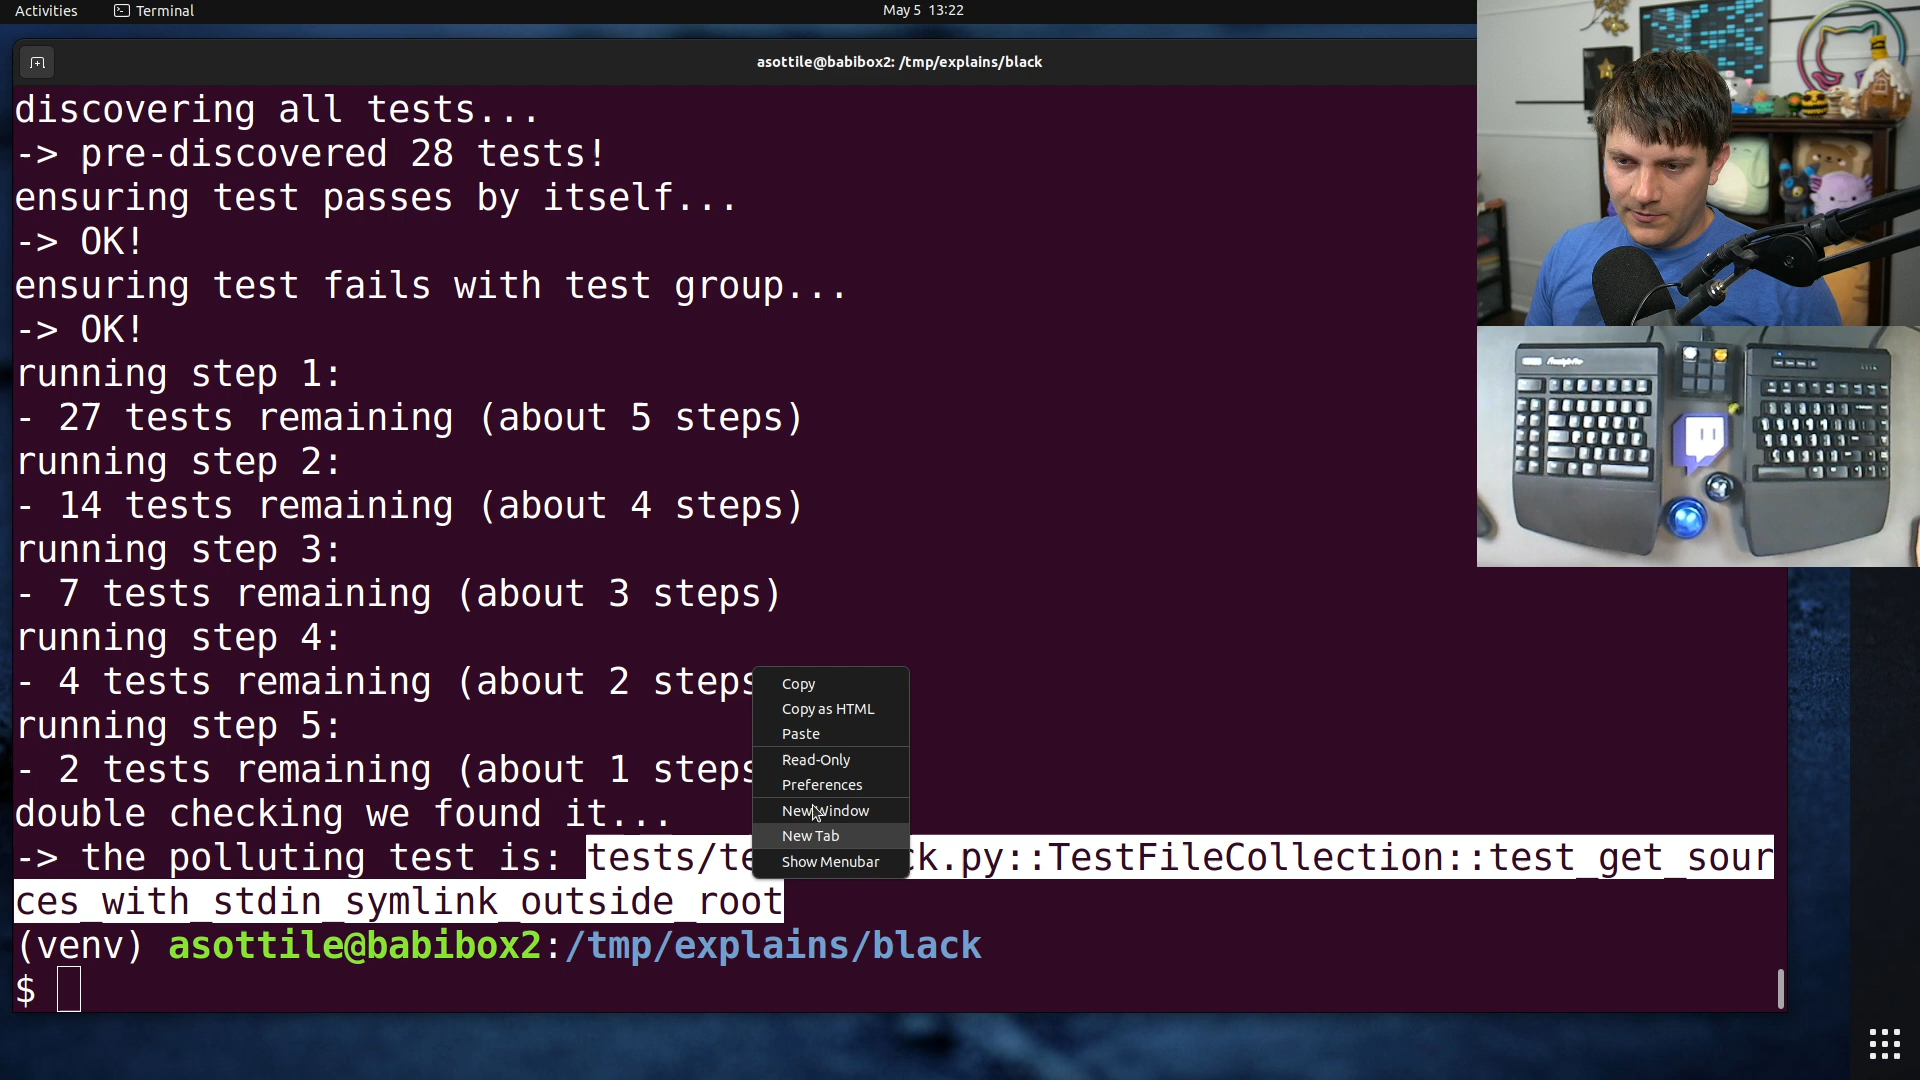 Activities Terminal May 5 13:22
asottile@babibox2: /tmp/explains/black
discovering all tests...
-> pre-discovered 28 tests!
ensuring test passes by itself...
-> OK!
ensuring test fails with test group...
-> OK!
running step 1:
- 27 tests remaining (about 5 steps)
running step 2:
- 14 tests remaining (about 4 steps)
running step 3:
- 7 tests remaining (about 3 steps)
running step 4:
- 4 tests remaining (about 2 steps
running step 5:
- 2 tests remaining (about 1 steps
double checking we found it...
-> the polluting test is: tests/te ck.py::TestFileCollection::test_get_sour
ces_with_stdin_symlink_outside_root
(venv) asottile@babibox2:/tmp/explains/black
$
Copy
Copy as HTML
Paste
Read-Only
Preferences
New Window
New Tab
Show Menubar